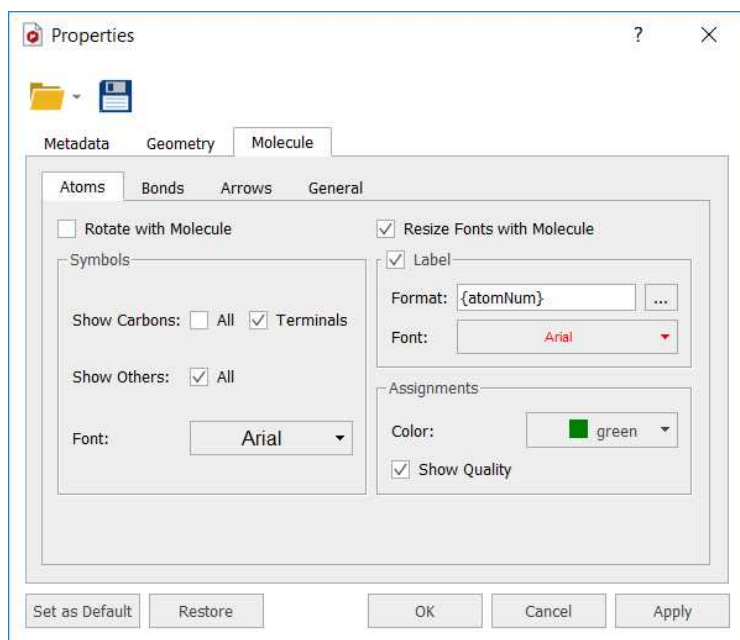 Properties ?
Metadata Geometry Molecule
Atoms Bonds Arrows General
Rotate with Molecule
Resize Fonts with Molecule
Symbols
Show Carbons: All Terminals
Show Others: All
Font: Arial
Label
Format: {atomNum} ...
Font: Arial
Assignments
Color: green
Show Quality
Set as Default Restore OK Cancel Apply